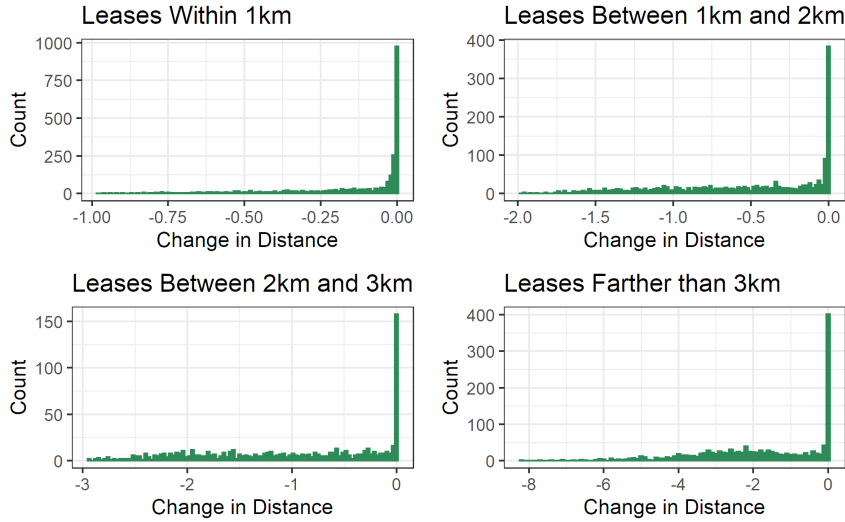 Leases Within 1km
Leases Between 1km and 2km
1000
750
500
250
0
Count
-1.00 -0.75 -0.50 -0.25 0.00
Change in Distance
400
300
200
100
0
Count
-2.0 -1.5 -1.0 -0.5 0.0
Change in Distance
Leases Between 2km and 3km
Leases Farther than 3km
150
100
50
0
Count
-3 -2 -1 0
Change in Distance
400
300
200
100
0
Count
-8 -6 -4 -2 0
Change in Distance